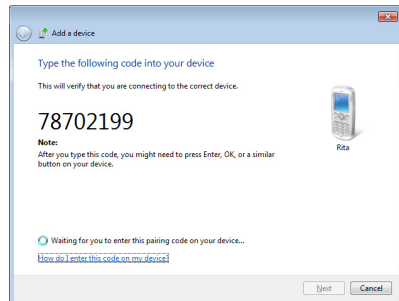 Add a device
Type the following code into your device
This will verify that you are connecting to the correct device.
78702199
Note:
After you type this code, you might need to press Enter, OK, or a similar
button on your device.
Rita
Waiting for you to enter this pairing code on your device...
How do I enter this code on my device?
Next
Cancel